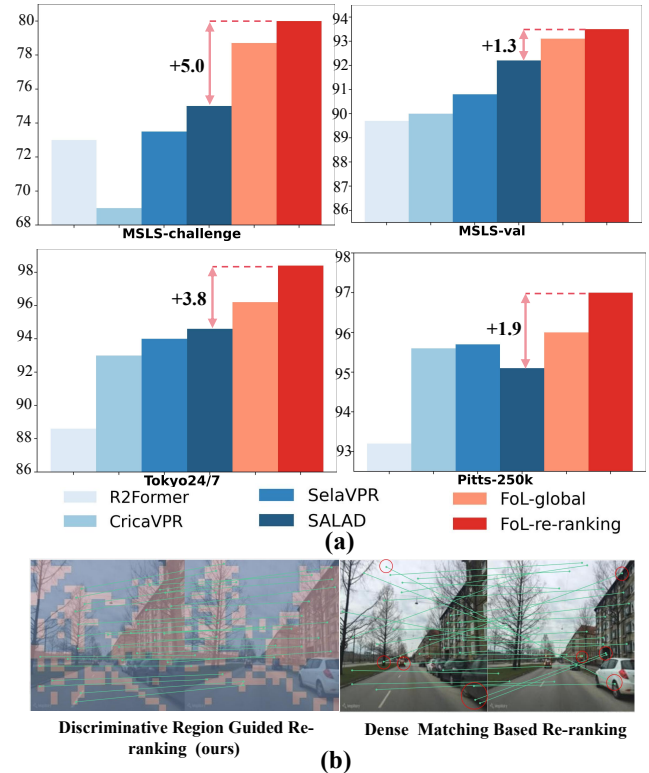 80
78
76
74
72
70
68
+5.0
MSLS-challenge
93
92
91
90
89
88
87
86
+1.3
MSLS-val
98
96
94
92
90
88
86
+3.8
Tokyo24/7
98
97
96
95
94
93
+1.9
Pitts-250k
R2Former
SelaVPR
FoL-global
CricaVPR
SALAD
FoL-re-ranking
(a)
Discriminative Region Guided Re-
ranking (ours)
Dense Matching Based Re-ranking
(b)